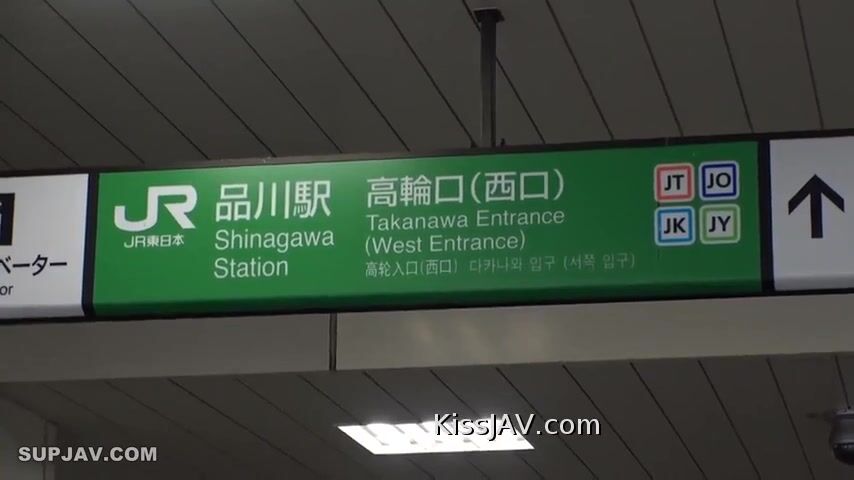 ベーター
or
JR
JR東日本
品川駅
Shinagawa
Station
高輪口(西口)
Takanawa Entrance
(West Entrance)
高轮入口(西口) 다카나와 입구 (서쪽 입구)
JT JO
JK JY
KissJAV.com
SUPJAV.COM